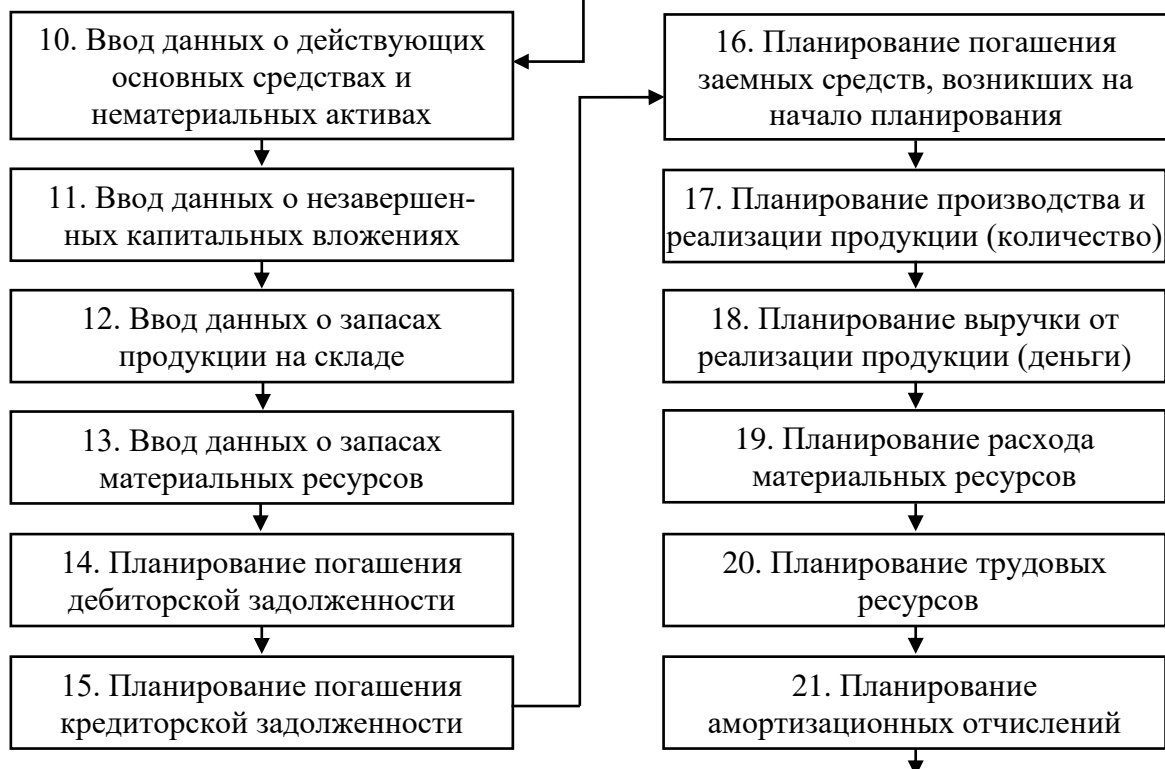 10. Ввод данных о действующих
основных средствах и
нематериальных активах
11. Ввод данных о незавершен-
ных капитальных вложениях
12. Ввод данных о запасах
продукции на складе
13. Ввод данных о запасах
материальных ресурсов
14. Планирование погашения
дебиторской задолженности
15. Планирование погашения
кредиторской задолженности
16. Планирование погашения
заемных средств, возникших на
начало планирования
17. Планирование производства и
реализации продукции (количество)
18. Планирование выручки от
реализации продукции (деньги)
19. Планирование расхода
материальных ресурсов
20. Планирование трудовых
ресурсов
21. Планирование
амортизационных отчислений